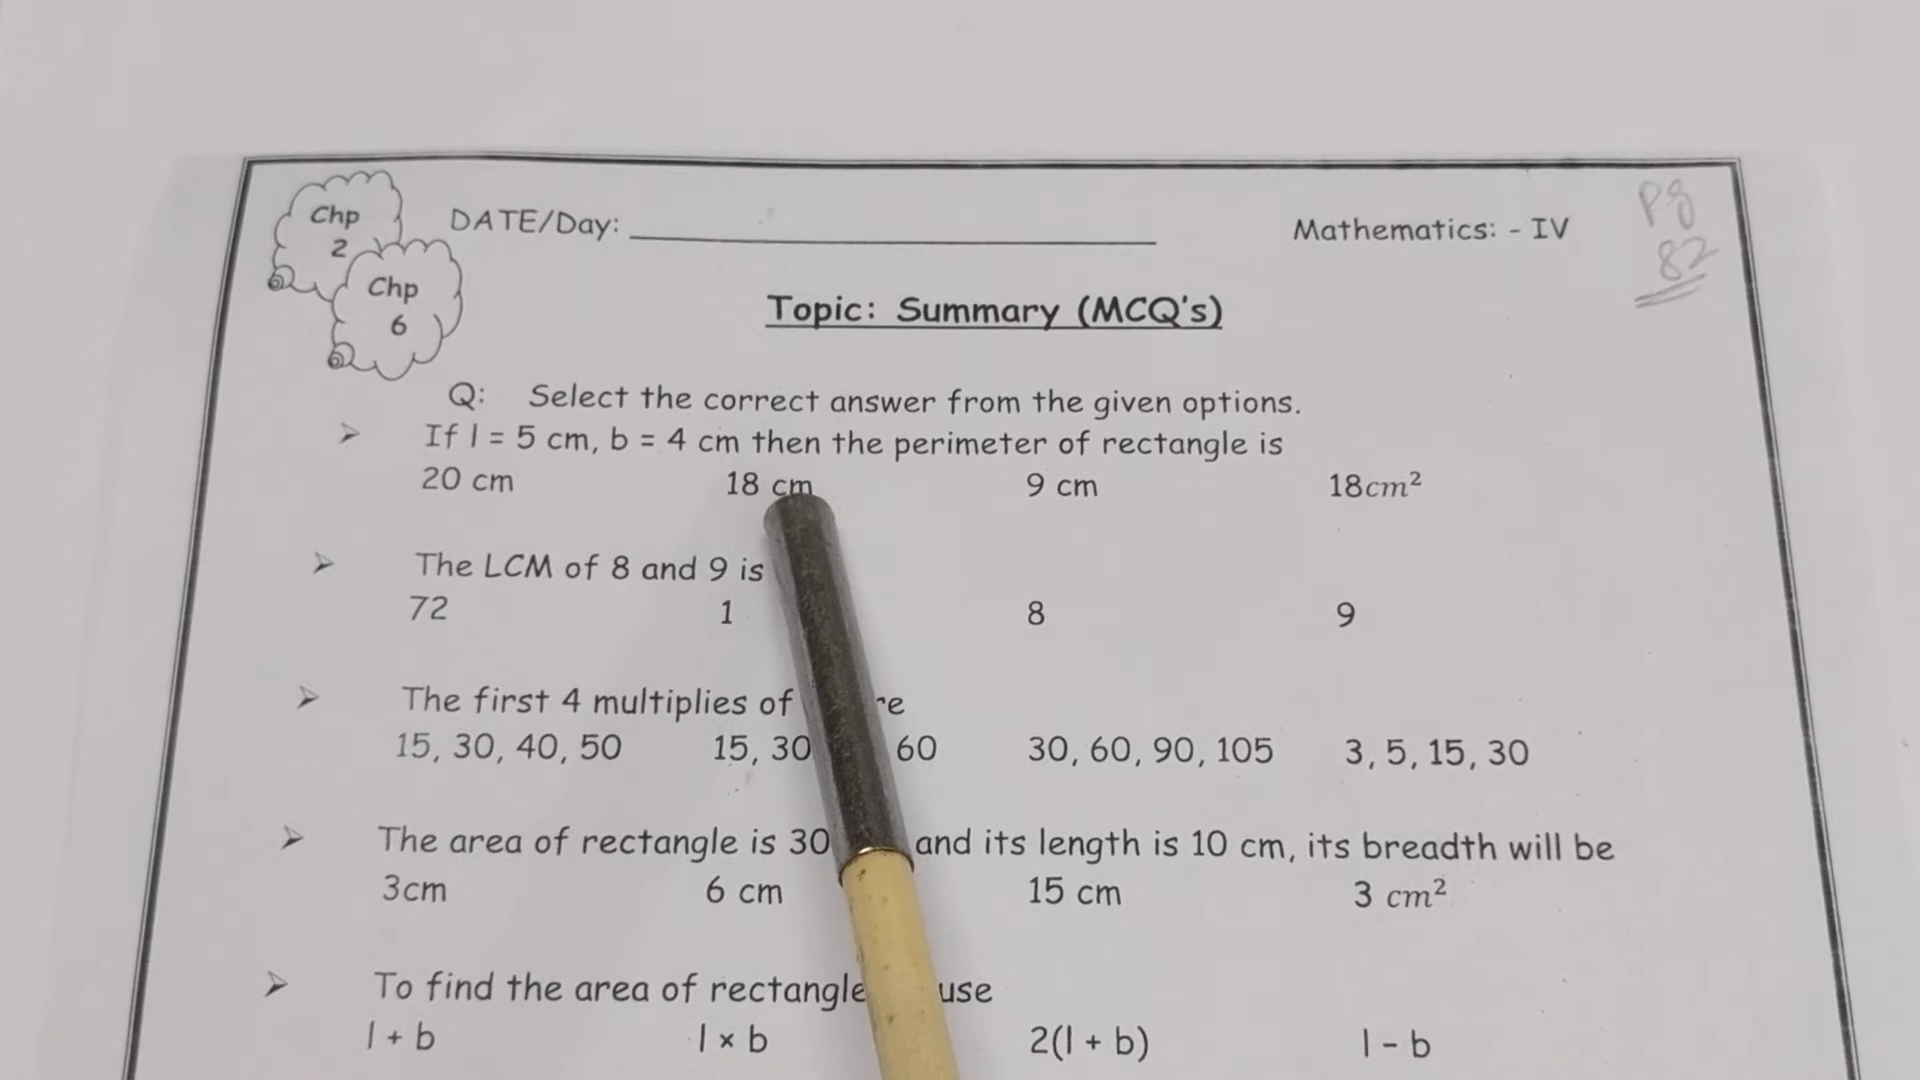 Chp
2
Chp
6
DATE/Day:
Mathematics: - IV
Pg
82
Topic: Summary (MCQ's)
Q: Select the correct answer from the given options.
➢ If l = 5 cm, b = 4 cm then the perimeter of rectangle is
20 cm 18 cm 9 cm 18cm²
➢ The LCM of 8 and 9 is
72 1 8 9
➢ The first 4 multiplies of
15, 30, 40, 50 15, 30 60 30, 60, 90, 105 3, 5, 15, 30
➢ The area of rectangle is 30 and its length is 10 cm, its breadth will be
3cm 6 cm 15 cm 3 cm²
➢ To find the area of rectangle use
l + b l × b 2(l + b) l - b